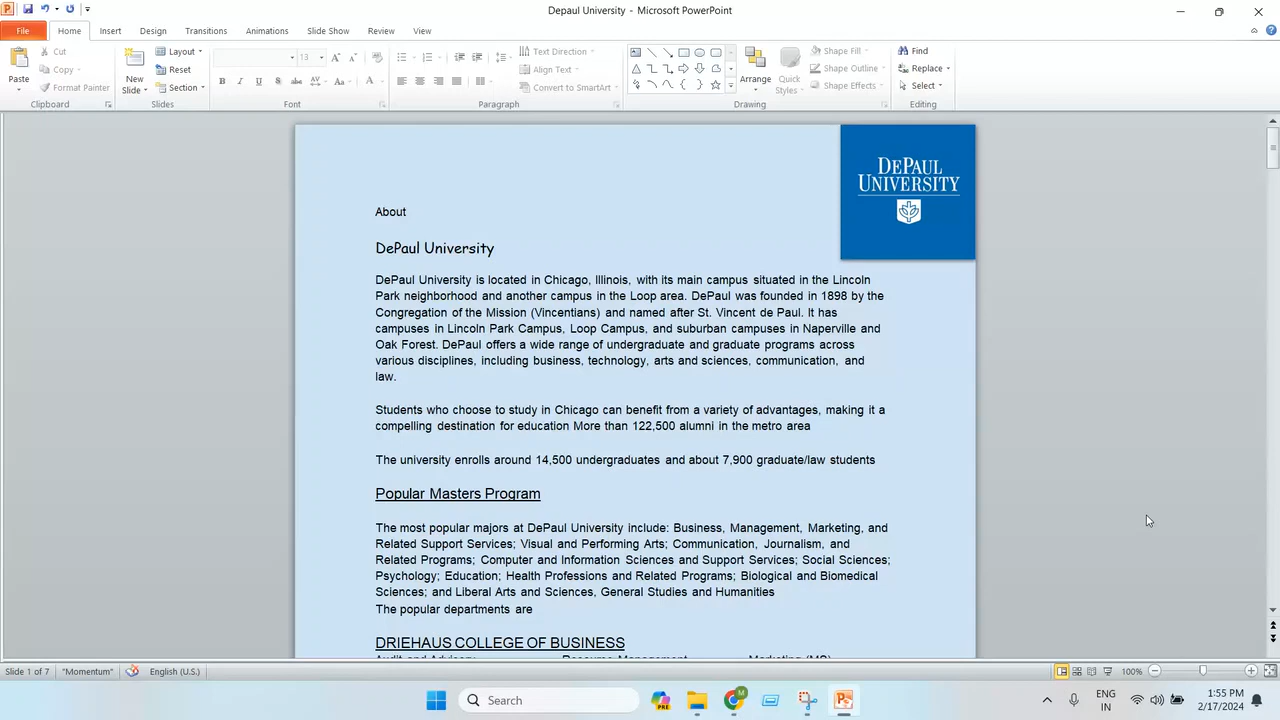 Depaul University - Microsoft PowerPoint
File Home Insert Design Transitions Animations Slide Show Review View
Paste
Cut
Copy
Format Painter
Clipboard
New
Slide
Layout
Reset
Section
Slides
13
Font
Text Direction
Align Text
Convert to SmartArt
Paragraph
Arrange
Quick
Styles
Shape Fill
Shape Outline
Shape Effects
Drawing
Find
Replace
Select
Editing
DEPAUL
UNIVERSITY
About
DePaul University
DePaul University is located in Chicago, Illinois, with its main campus situated in the Lincoln
Park neighborhood and another campus in the Loop area. DePaul was founded in 1898 by the
Congregation of the Mission (Vincentians) and named after St. Vincent de Paul. It has
campuses in Lincoln Park Campus, Loop Campus, and suburban campuses in Naperville and
Oak Forest. DePaul offers a wide range of undergraduate and graduate programs across
various disciplines, including business, technology, arts and sciences, communication, and
law.
Students who choose to study in Chicago can benefit from a variety of advantages, making it a
compelling destination for education More than 122,500 alumni in the metro area
The university enrolls around 14,500 undergraduates and about 7,900 graduate/law students
Popular Masters Program
The most popular majors at DePaul University include: Business, Management, Marketing, and
Related Support Services; Visual and Performing Arts; Communication, Journalism, and
Related Programs; Computer and Information Sciences and Support Services; Social Sciences;
Psychology; Education; Health Professions and Related Programs; Biological and Biomedical
Sciences; and Liberal Arts and Sciences, General Studies and Humanities
The popular departments are
DRIEHAUS COLLEGE OF BUSINESS
Audit and Advisory Resource Management Marketing (MS)
Slide 1 of 7 "Momentum" English (U.S.) 100%
Search
ENG
IN
1:55 PM
2/17/2024